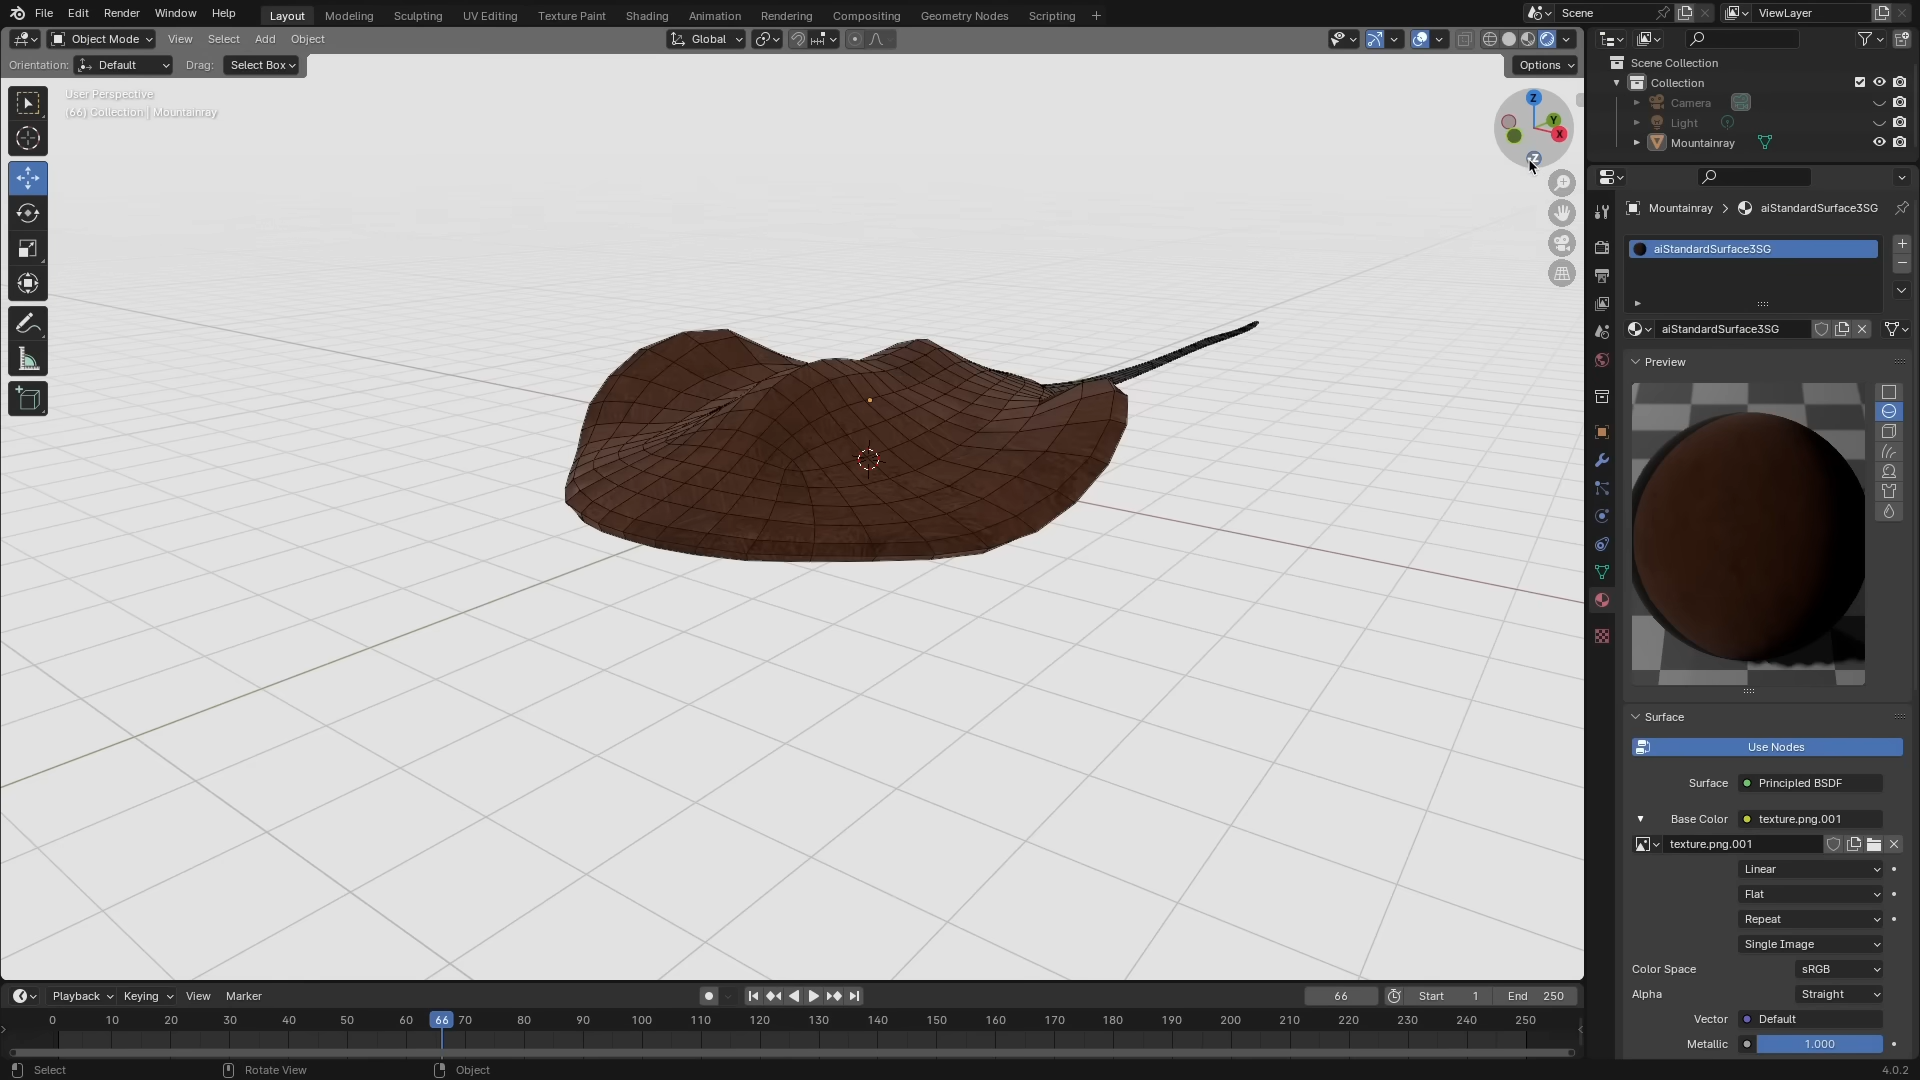 File Edit Render Window Help Layout Modeling Sculpting UV Editing Texture Paint Shading Animation Rendering Compositing Geometry Nodes Scripting Scene ViewLayer
Object Mode View Select Add Object Global
Orientation: Default Drag: Select Box Options
User Perspective
(66) Collection | Mountainray
Z
Y
X
Z
Scene Collection
Collection
Camera
Light
Mountainray
Mountainray aiStandardSurface3SG
aiStandardSurface3SG
aiStandardSurface3SG
Preview
Surface
Use Nodes
Surface Principled BSDF
Base Color texture.png.001
texture.png.001
Linear
Flat
Repeat
Single Image
Color Space sRGB
Alpha Straight
Vector Default
Metallic 1.000
Playback Keying View Marker 66 Start 1 End 250
0 10 20 30 40 50 60 66 70 80 90 100 110 120 130 140 150 160 170 180 190 200 210 220 230 240 250
Select Rotate View Object 4.0.2